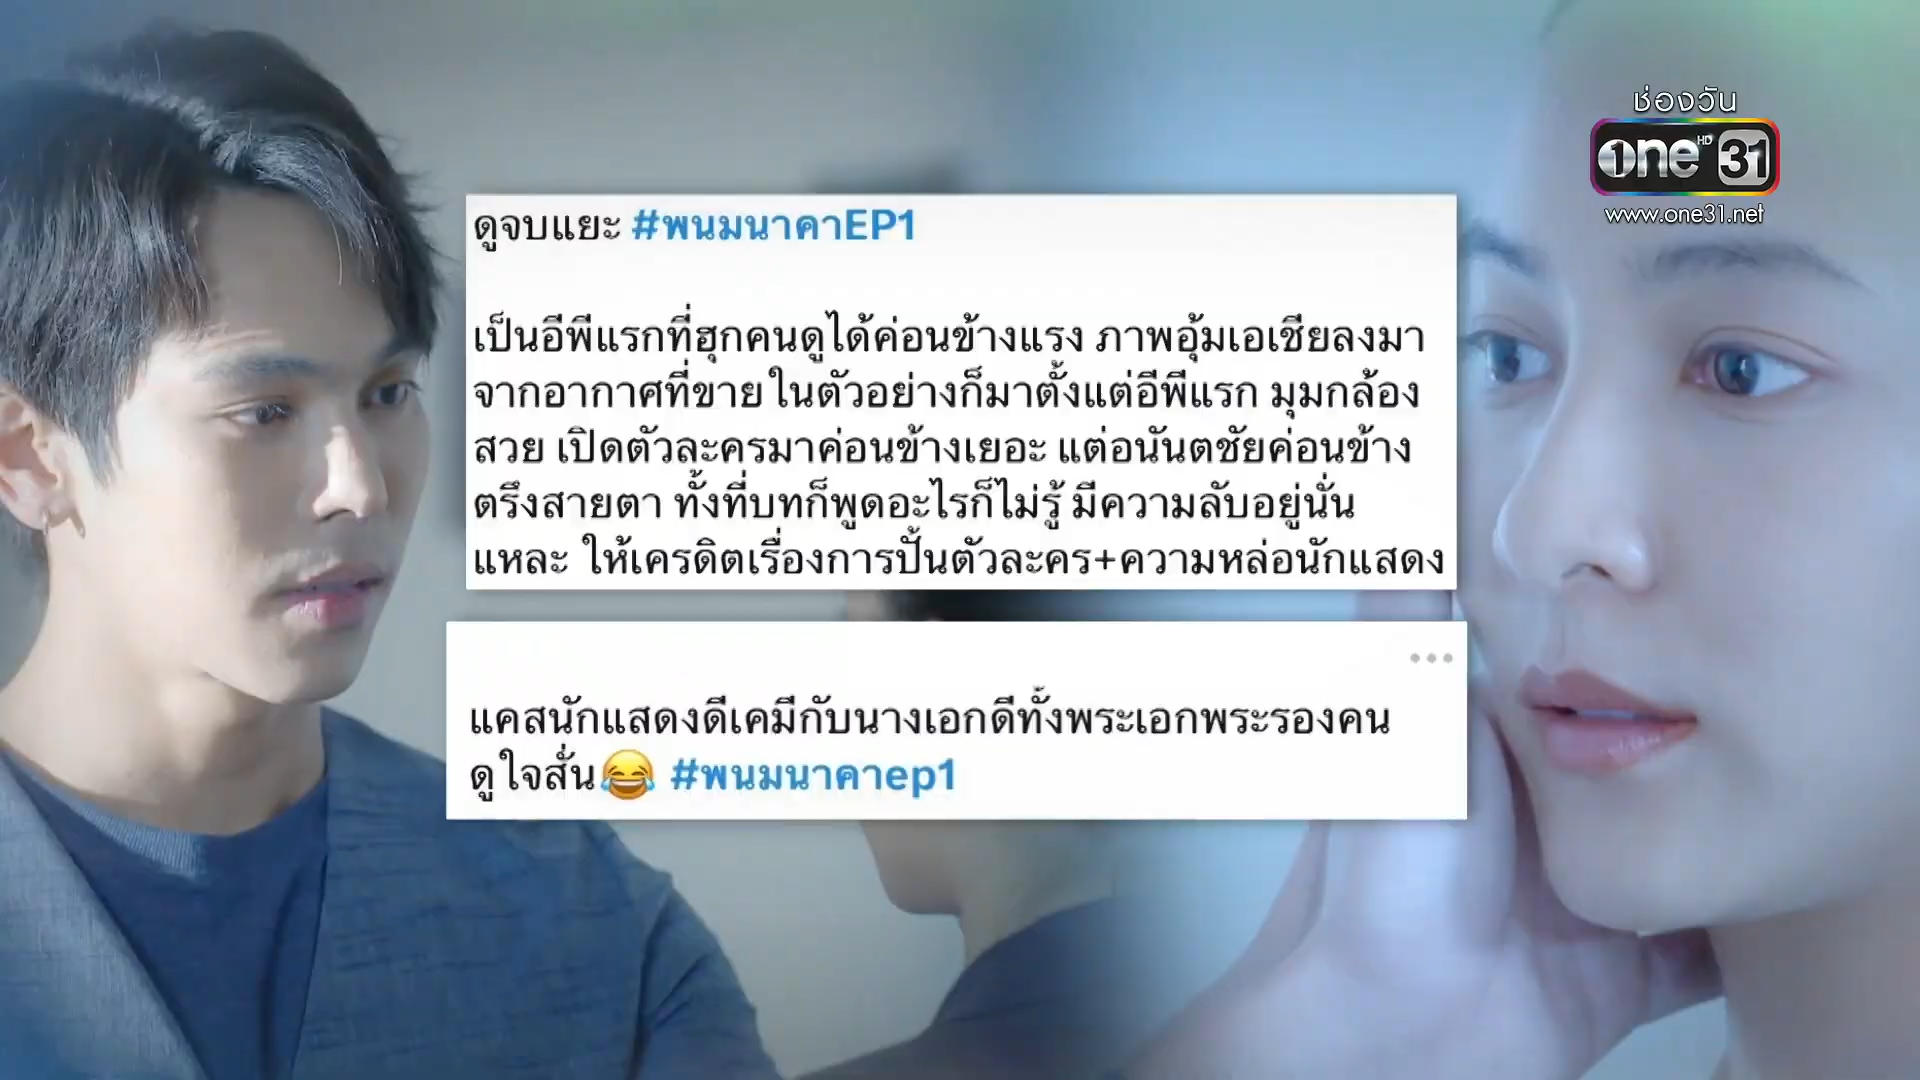 ช่องวัน
one HD 31
www.one31.net
ดูจบแยะ #พนมนาคาEP1
เป็นอีพีแรกที่ฮุกคนดูได้ค่อนข้างแรง ภาพอุ้มเอเชียลงมา
จากอากาศที่ขายในตัวอย่างก็มาตั้งแต่อีพีแรก มุมกล้อง
สวย เปิดตัวละครมาค่อนข้างเยอะ แต่อนันตชัยค่อนข้าง
ตรึงสายตา ทั้งที่บทก็พูดอะไรก็ไม่รู้ มีความลับอยู่นั่น
แหละ ให้เครดิตเรื่องการปั้นตัวละคร+ความหล่อนักแสดง
แคสนักแสดงดีเคมีกับนางเอกดีทั้งพระเอกพระรองคน
ดูใจสั่น😂 #พนมนาคาep1